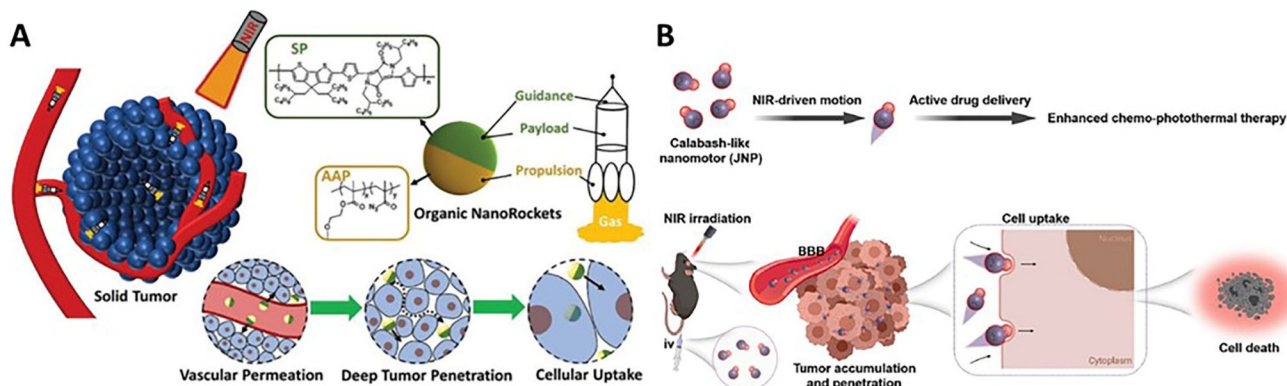 A
NIR
SP
Guidance
Payload
Propulsion
AAP
Organic NanoRockets
Gas
Solid Tumor
Vascular Permeation
Deep Tumor Penetration
Cellular Uptake
B
NIR-driven motion
Active drug delivery
Enhanced chemo-photothermal therapy
Calabash-like
nanomotor (JNP)
NIR irradiation
BBB
Cell uptake
Nucleus
iv
Cytoplasm
Tumor accumulation
and penetration
Cell death